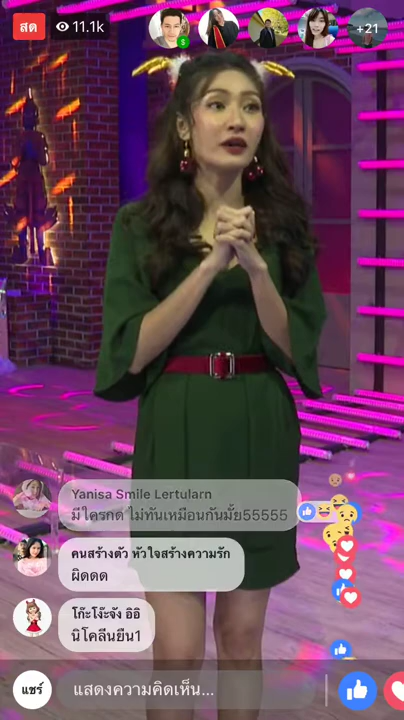 สด
11.1k
+21
Yanisa Smile Lertularn
มีใครกด ไม่ทันเหมือนกันมั้ย55555
คนสร้างตัว หัวใจสร้างความรัก
ผิดดด
โก๊ะโง๊ะจัง อิอิ
นิโคลีนยืน1
แชร์
แสดงความคิดเห็น...